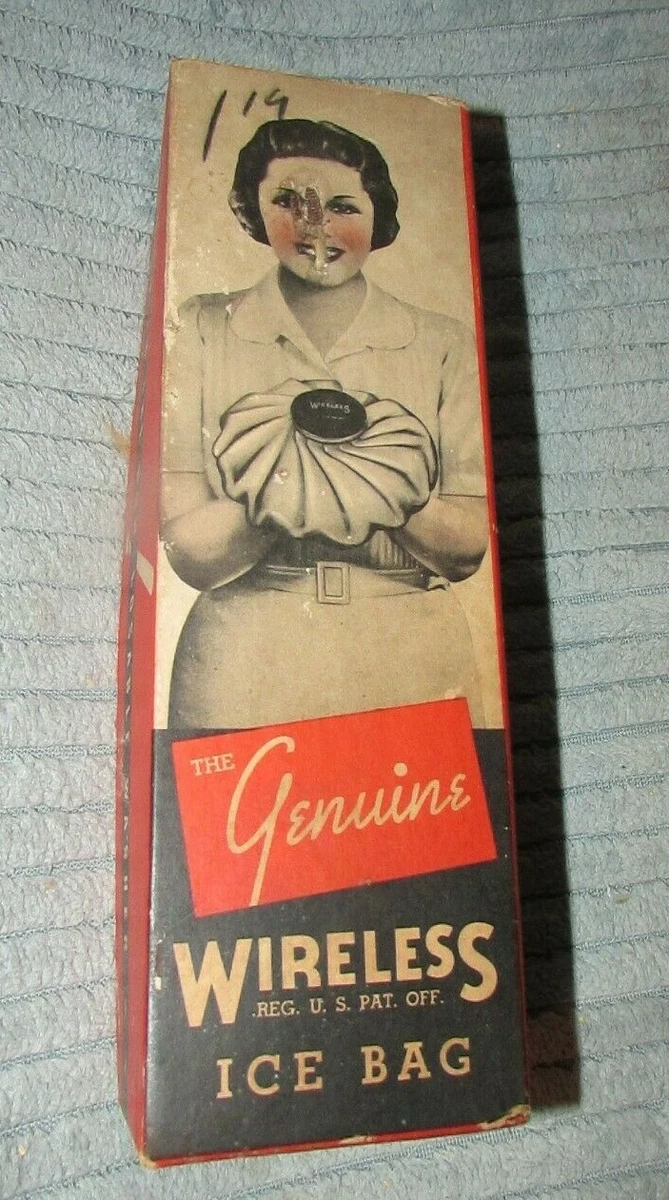 1 19
WIRELESS
THE
Genuine
WIRELESS
.REG. U. S. PAT. OFF.
ICE BAG